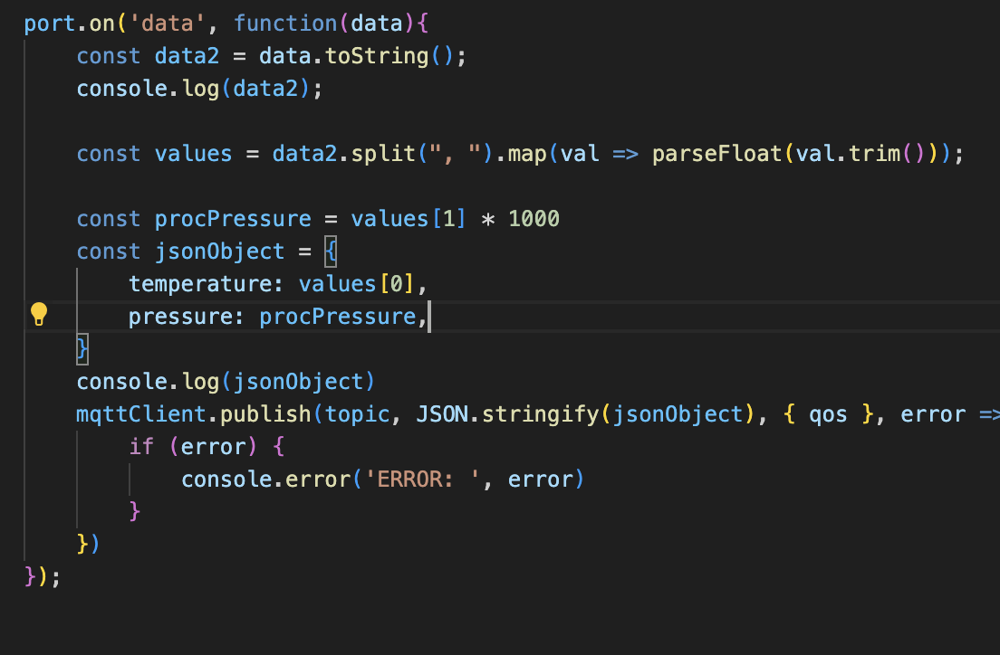 port.on('data', function(data){
    const data2 = data.toString();
    console.log(data2);

    const values = data2.split(", ").map(val => parseFloat(val.trim()));

    const procPressure = values[1] * 1000
    const jsonObject = {
        temperature: values[0],
        pressure: procPressure,
    }
    console.log(jsonObject)
    mqttClient.publish(topic, JSON.stringify(jsonObject), { qos }, error =>
        if (error) {
            console.error('ERROR: ', error)
        }
    })
});